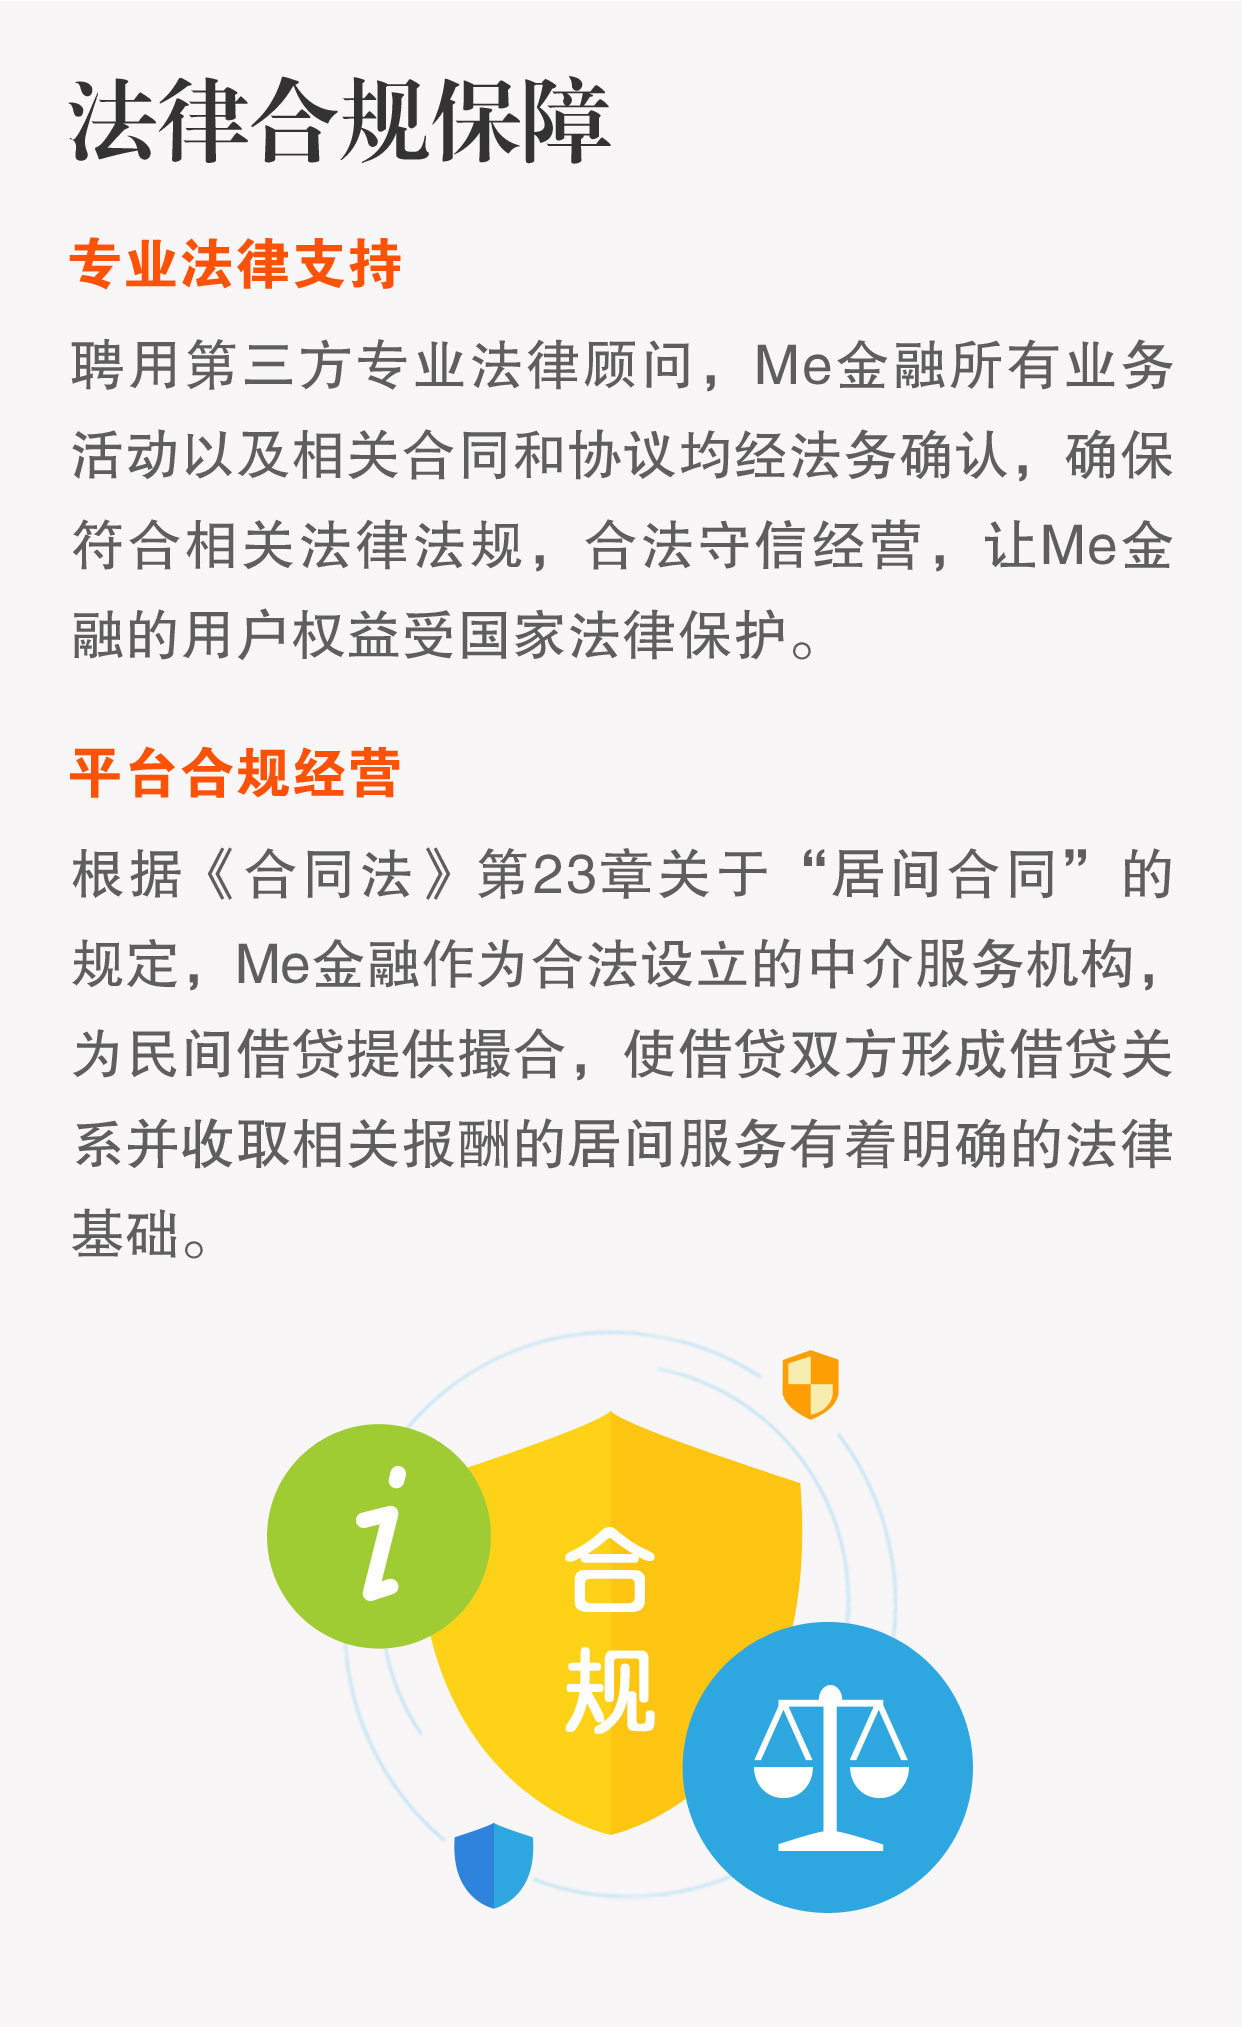 法律合规保障
专业法律支持
聘用第三方专业法律顾问，Me金融所有业务
活动以及相关合同和协议均经法务确认，确保
符合相关法律法规，合法守信经营，让Me金
融的用户权益受国家法律保护。
平台合规经营
根据《合同法》第23章关于“居间合同”的
规定，Me金融作为合法设立的中介服务机构，
为民间借贷提供撮合，使借贷双方形成借贷关
系并收取相关报酬的居间服务有着明确的法律
基础。
i
合
规